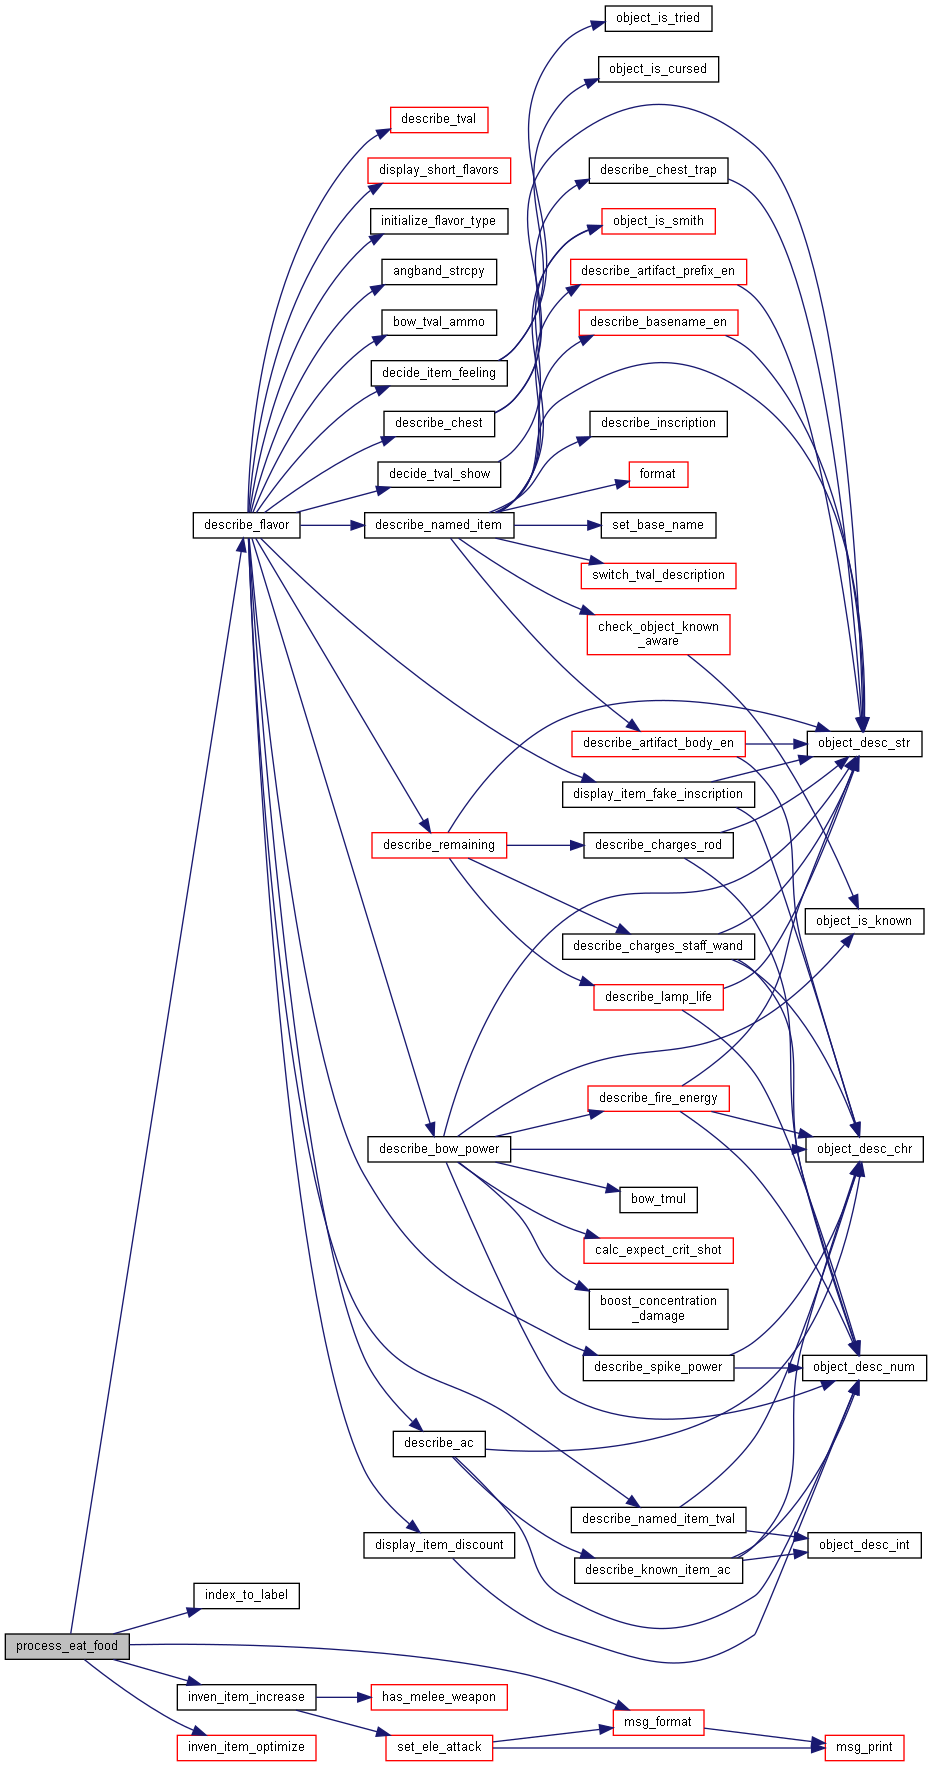 object_is_tried
object_is_cursed
describe_tval
display_short_flavors
describe_chest_trap
initialize_flavor_type
object_is_smith
angband_strcpy
describe_artifact_prefix_en
bow_tval_ammo
describe_basename_en
decide_item_feeling
describe_chest
describe_inscription
decide_tval_show
format
describe_flavor
describe_named_item
set_base_name
switch_tval_description
check_object_known
_aware
describe_artifact_body_en
object_desc_str
display_item_fake_inscription
describe_remaining
describe_charges_rod
object_is_known
describe_charges_staff_wand
describe_lamp_life
describe_fire_energy
describe_bow_power
object_desc_chr
bow_tmul
calc_expect_crit_shot
boost_concentration
_damage
describe_spike_power
object_desc_num
describe_ac
describe_named_item_tval
display_item_discount
object_desc_int
describe_known_item_ac
index_to_label
process_eat_food
inven_item_increase
has_melee_weapon
msg_format
inven_item_optimize
set_ele_attack
msg_print